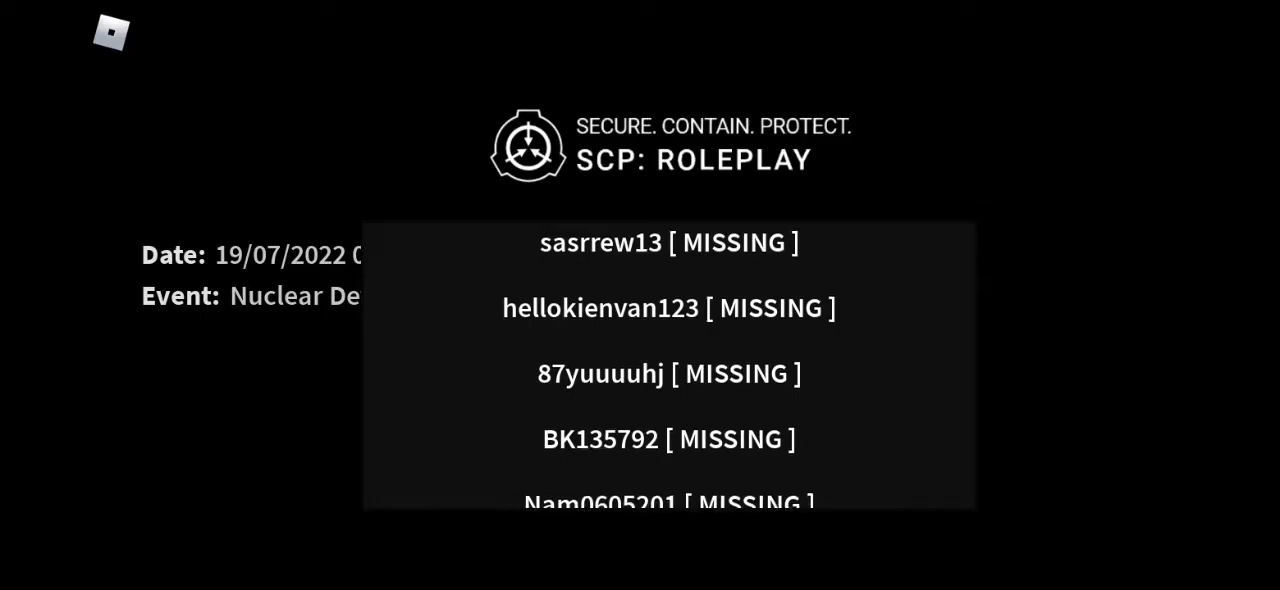 SECURE. CONTAIN. PROTECT.
SCP: ROLEPLAY
Date: 19/07/2022
Event: Nuclear
sasrrew13 [ MISSING ]
hellokienvan123 [ MISSING ]
87yuuuuhj [ MISSING ]
BK135792 [ MISSING ]
Nam0605201 [ MISSING ]